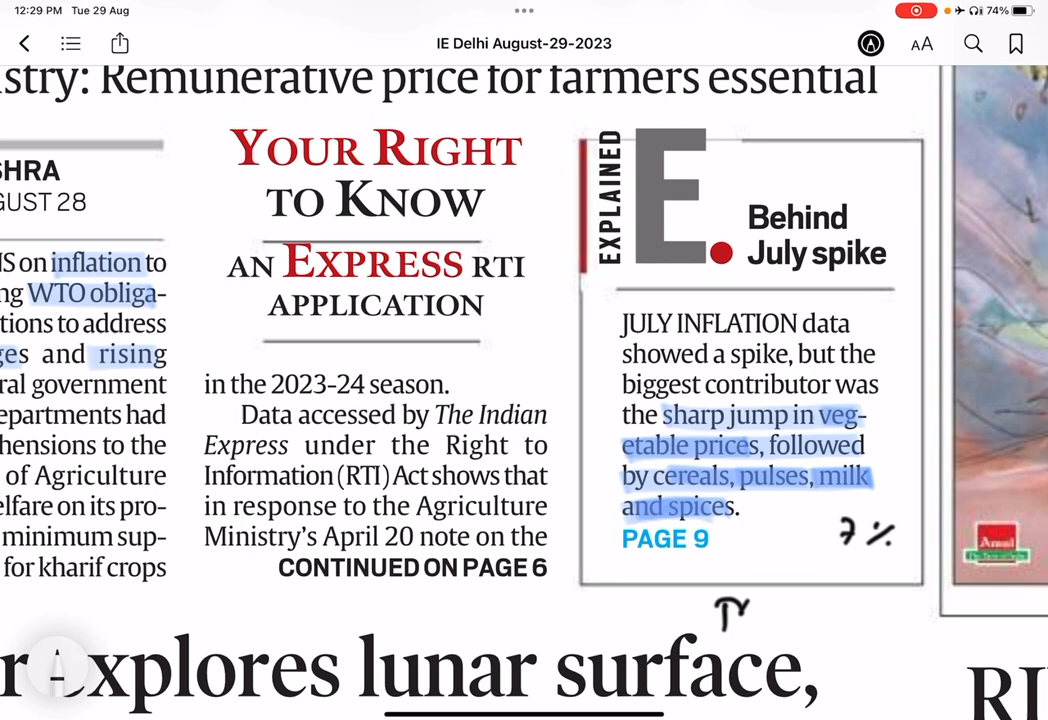 12:29 PM Tue 29 Aug
74%
IE Delhi August-29-2023
AA
istry: Remunerative price for farmers essential
SHRA
GUST 28
on inflation to
ng WTO obliga-
tions to address
ges and rising
ral government
epartments had
hensions to the
of Agriculture
elfare on its pro-
minimum sup-
for kharif crops
YOUR RIGHT
TO KNOW
AN EXPRESS RTI
APPLICATION
in the 2023-24 season.
Data accessed by The Indian
Express under the Right to
Information (RTI) Act shows that
in response to the Agriculture
Ministry's April 20 note on the
CONTINUED ON PAGE 6
EXPLAINED
E.
Behind
July spike
JULY INFLATION data
showed a spike, but the
biggest contributor was
the sharp jump in veg-
etable prices, followed
by cereals, pulses, milk
and spices.
PAGE 9
7 %
Amul
r explores lunar surface,
RI